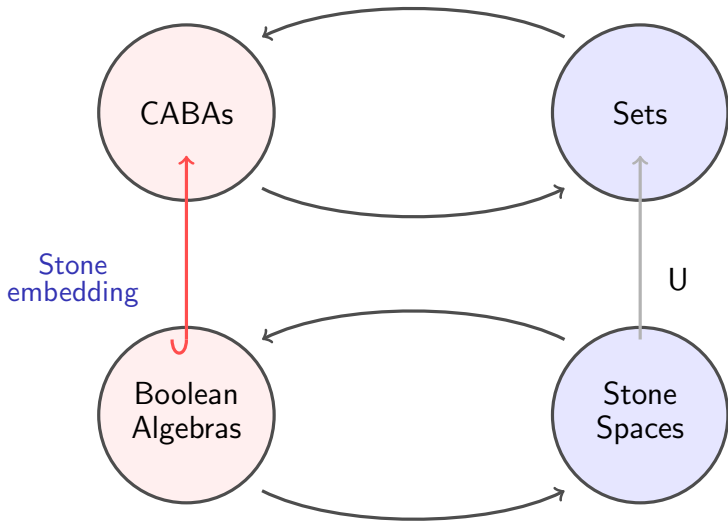 CABAs
Sets
Stone
embedding
U
Boolean
Algebras
Stone
Spaces